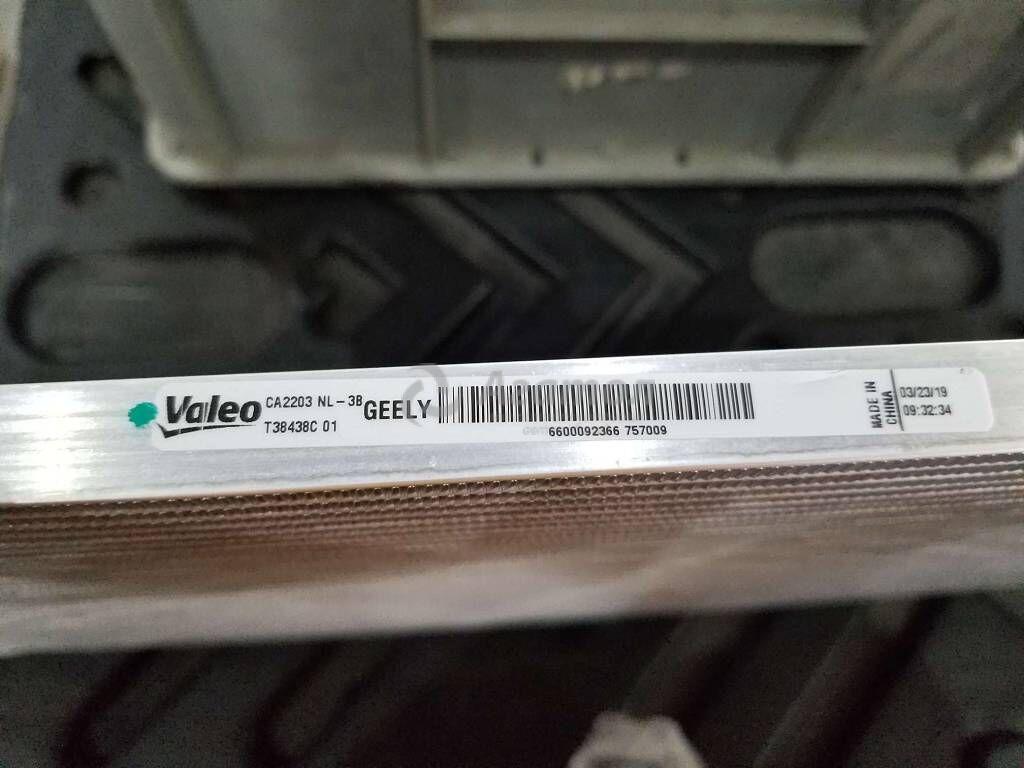 Valeo CA2203 NL-3B GEELY
T38438C 01
6600092366 757009
MADE IN
CHINA
03/23/19
09:32:34